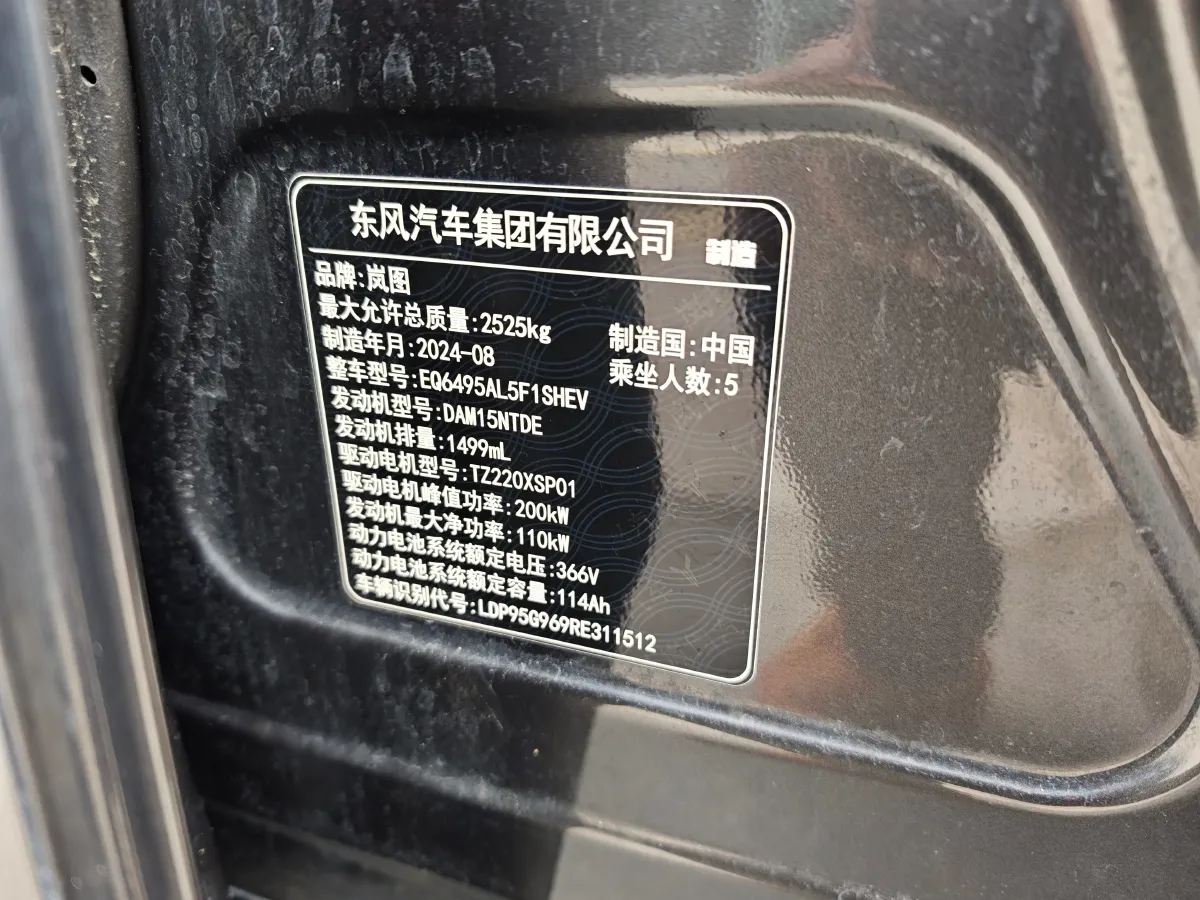 东风汽车集团有限公司 制造
品牌:岚图
最大允许总质量:2525kg 制造国:中国
制造年月:2024-08 乘坐人数:5
整车型号:EQ6495AL5F1SHEV
发动机型号:DAM15NTDE
发动机排量:1499mL
驱动电机型号:TZ220XSP01
驱动电机峰值功率:200kW
发动机最大净功率:110kW
动力电池系统额定电压:366V
动力电池系统额定容量:114Ah
车辆识别代号:LDP95G969RE311512